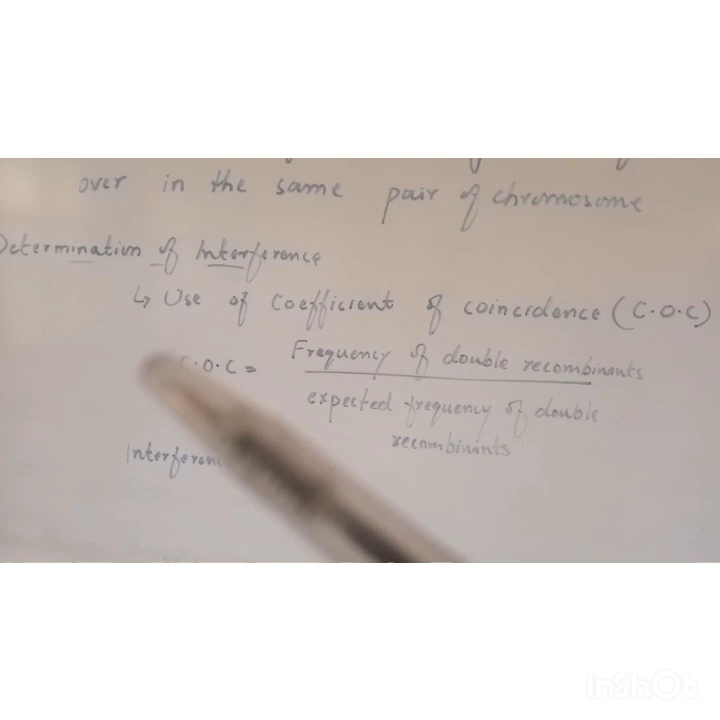 over in the same pair of chromosome
Determination of Interference
↳ Use of coefficient of coincidence (C.O.C)
C.O.C = Frequency of double recombinants
expected frequency of double
recombinants
InShOt